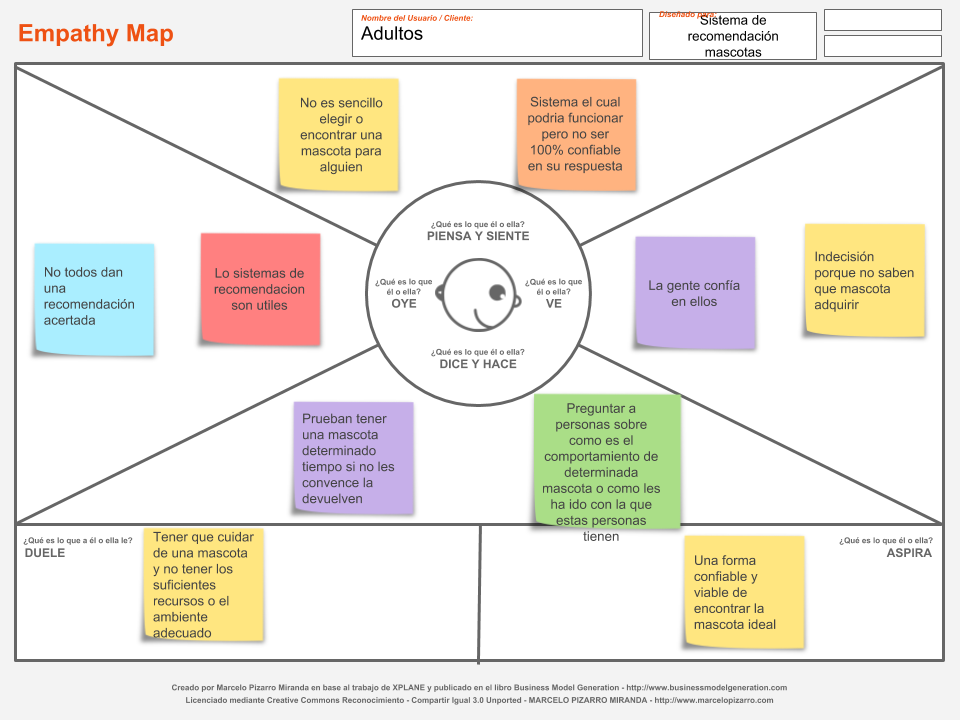 Empathy Map
Nombre del Usuario / Cliente:
Adultos
Diseñado para:
Sistema de
recomendación
mascotas
No es sencillo
elegir o
encontrar una
mascota para
alguien
Sistema el cual
podria funcionar
pero no ser
100% confiable
en su respuesta
¿Qué es lo que él o ella?
PIENSA Y SIENTE
No todos dan
una
recomendación
acertada
Lo sistemas de
recomendacion
son utiles
¿Qué es lo que
él o ella?
OYE
¿Qué es lo que
él o ella?
VE
La gente confía
en ellos
Indecisión
porque no saben
que mascota
adquirir
¿Qué es lo que él o ella?
DICE Y HACE
Prueban tener
una mascota
determinado
tiempo si no les
convence la
devuelven
Preguntar a
personas sobre
como es el
comportamiento de
determinada
mascota o como les
ha ido con la que
estas personas
tienen
¿Qué es lo que a él o ella le?
DUELE
Tener que cuidar
de una mascota
y no tener los
suficientes
recursos o el
ambiente
adecuado
Una forma
confiable y
viable de
encontrar la
mascota ideal
¿Qué es lo que él o ella?
ASPIRA
Creado por Marcelo Pizarro Miranda en base al trabajo de XPLANE y publicado en el libro Business Model Generation - http://www.businessmodelgeneration.com
Licenciado mediante Creative Commons Reconocimiento - Compartir Igual 3.0 Unported - MARCELO PIZARRO MIRANDA - http://www.marcelopizarro.com